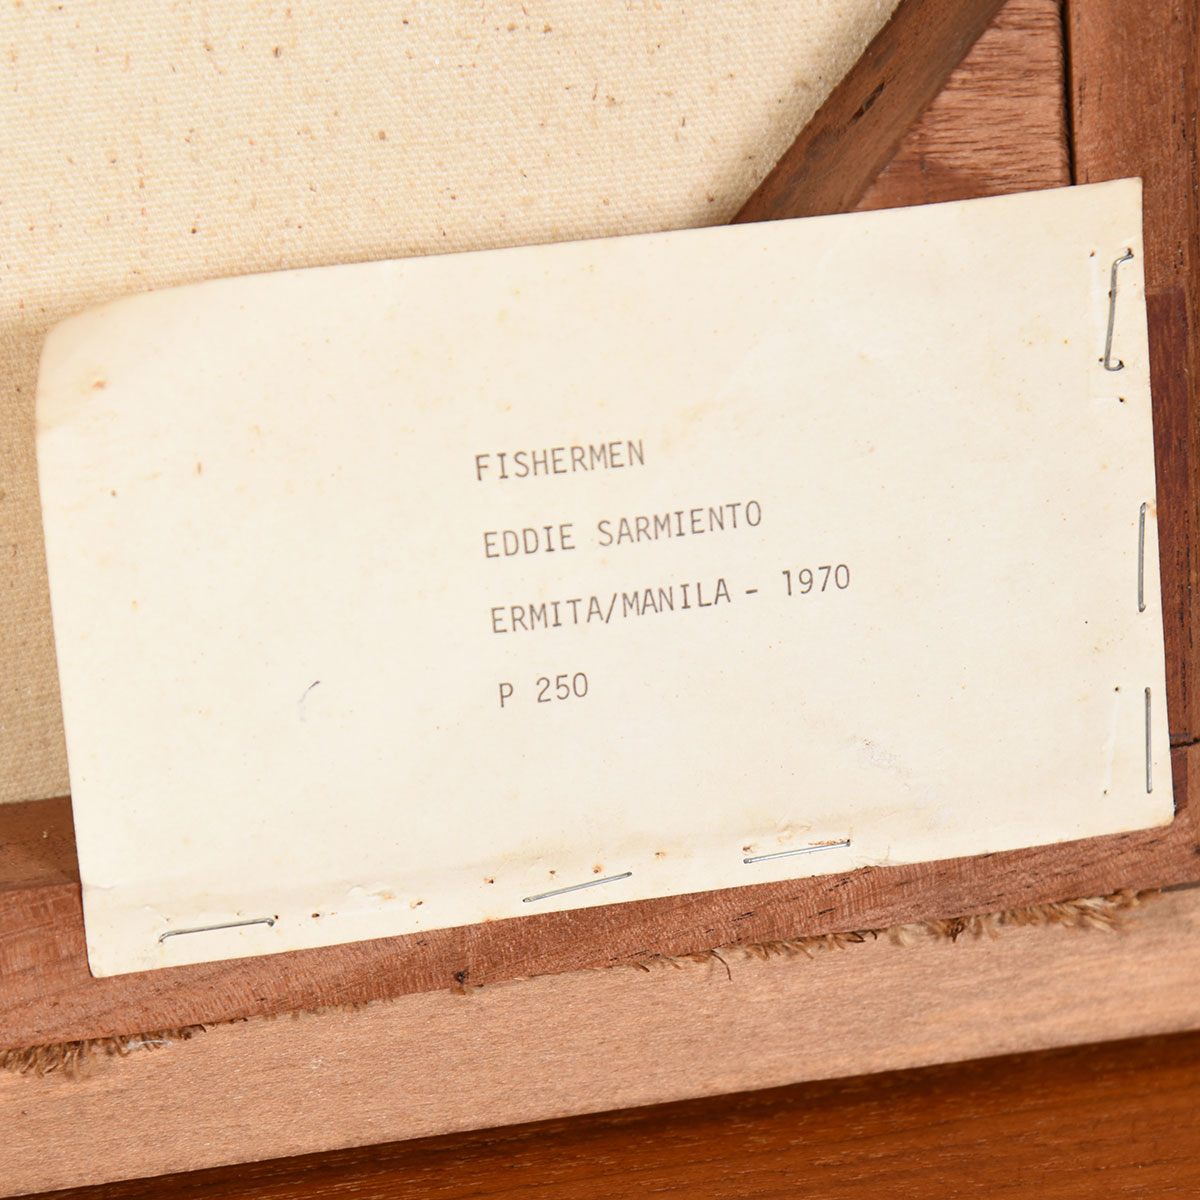 FISHERMEN
EDDIE SARMIENTO
ERMITA/MANILA - 1970
P 250